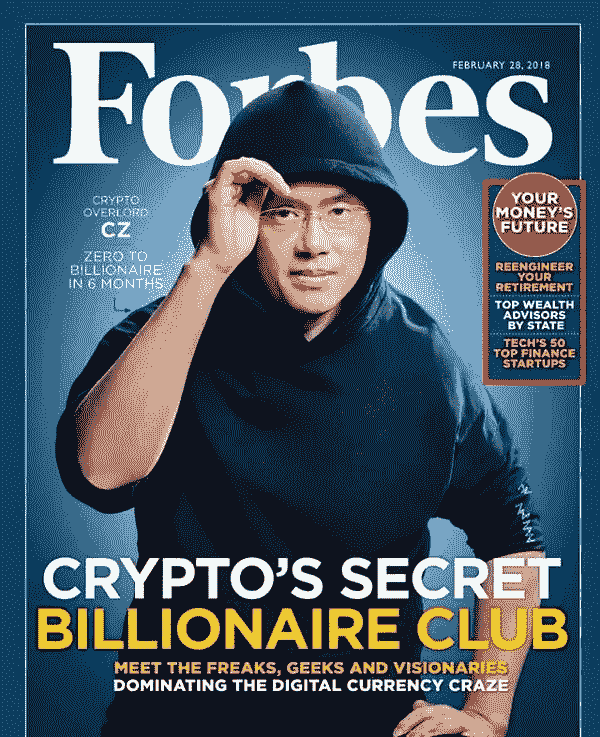 Forbes
FEBRUARY 28, 2018
CRYPTO
OVERLORD
CZ
ZERO TO
BILLIONAIRE
IN 6 MONTHS
YOUR
MONEY'S
FUTURE
REENGINEER
YOUR
RETIREMENT
TOP WEALTH
ADVISORS
BY STATE
TECH'S 50
TOP FINANCE
STARTUPS
CRYPTO'S SECRET
BILLIONAIRE CLUB
MEET THE FREAKS, GEEKS AND VISIONARIES
DOMINATING THE DIGITAL CURRENCY CRAZE